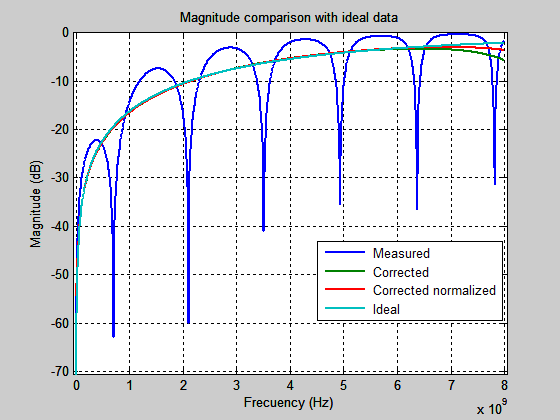 Magnitude comparison with ideal data
Magnitude (dB)
0
-10
-20
-30
-40
-50
-60
-70
Measured
Corrected
Corrected normalized
Ideal
0 1 2 3 4 5 6 7 8
x 10^9
Frecuency (Hz)